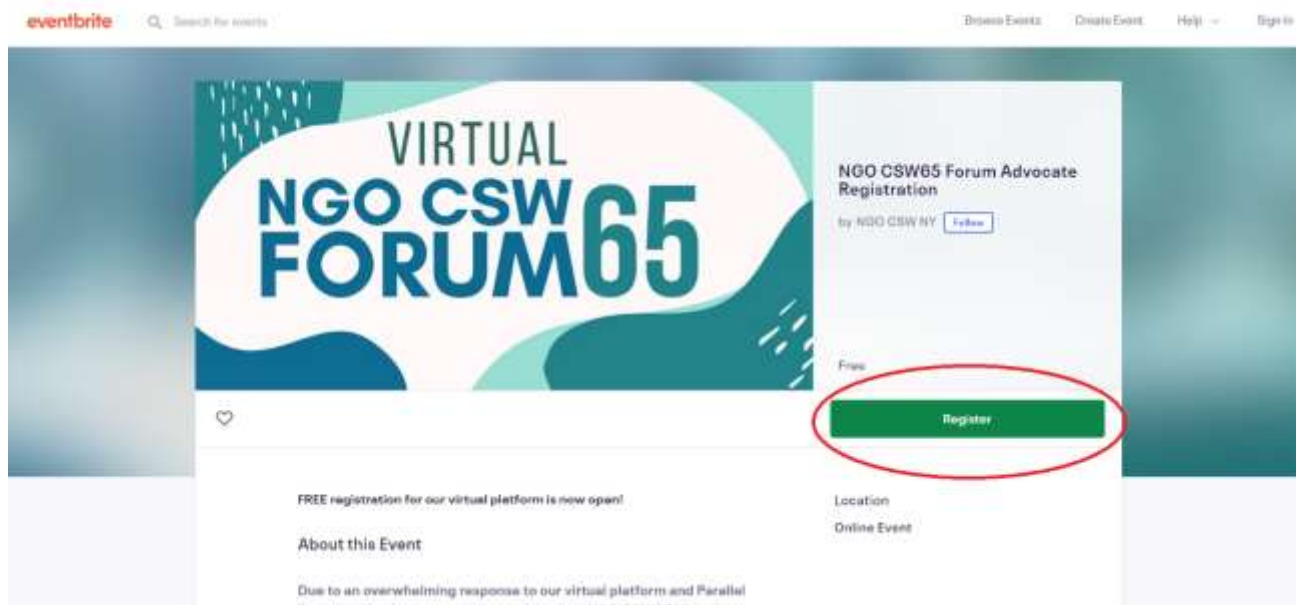 eventbrite
Search for events
Browse Events
Create Event
Help
Sign In
VIRTUAL
NGO CSW
FORUM65
NGO CSW65 Forum Advocate
Registration
by NGO CSW NY Follow
Free
Register
FREE registration for our virtual platform is now open!
Location
Online Event
About this Event
Due to an overwhelming response to our virtual platform and Parallel